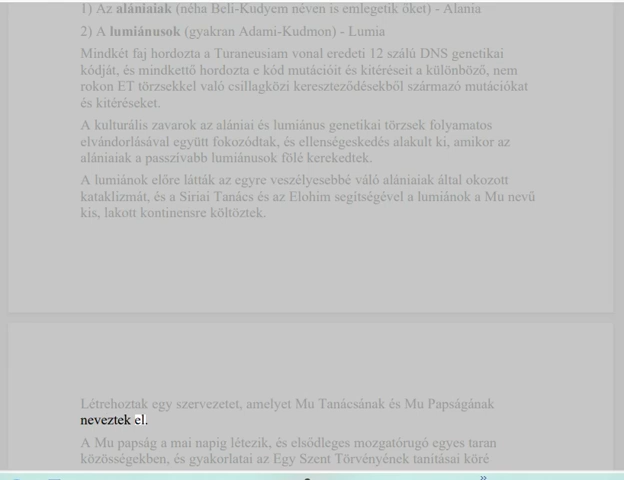 1) Az alániaiak (néha Beli-Kudyem néven is emlegetik őket) - Alania
2) A lumiánusok (gyakran Adami-Kudmon) - Lumia
Mindkét faj hordozta a Turaneusiam vonal eredeti 12 szálú DNS genetikai
kódját, és mindkettő hordozta e kód mutációit és kitéréseit a különböző, nem
rokon ET törzsekkel való csillagközi kereszteződésekből származó mutációkat
és kitéréseket.
A kulturális zavarok az alániai és lumiánus genetikai törzsek folyamatos
elvándorlásával együtt fokozódtak, és ellenségeskedés alakult ki, amikor az
alániaiak a passzívabb lumiánusok fölé kerekedtek.
A lumiánok előre látták az egyre veszélyesebbé váló alániaiak által okozott
kataklizmát, és a Siriai Tanács és az Elohim segítségével a lumiánok a Mu nevű
kis, lakott kontinensre költöztek.
Létrehoztak egy szervezetet, amelyet Mu Tanácsának és Mu Papságának
neveztek el.
A Mu papság a mai napig létezik, és elsődleges mozgatórugó egyes taran
közösségekben, és gyakorlatai az Egy Szent Törvényének tanításai köré